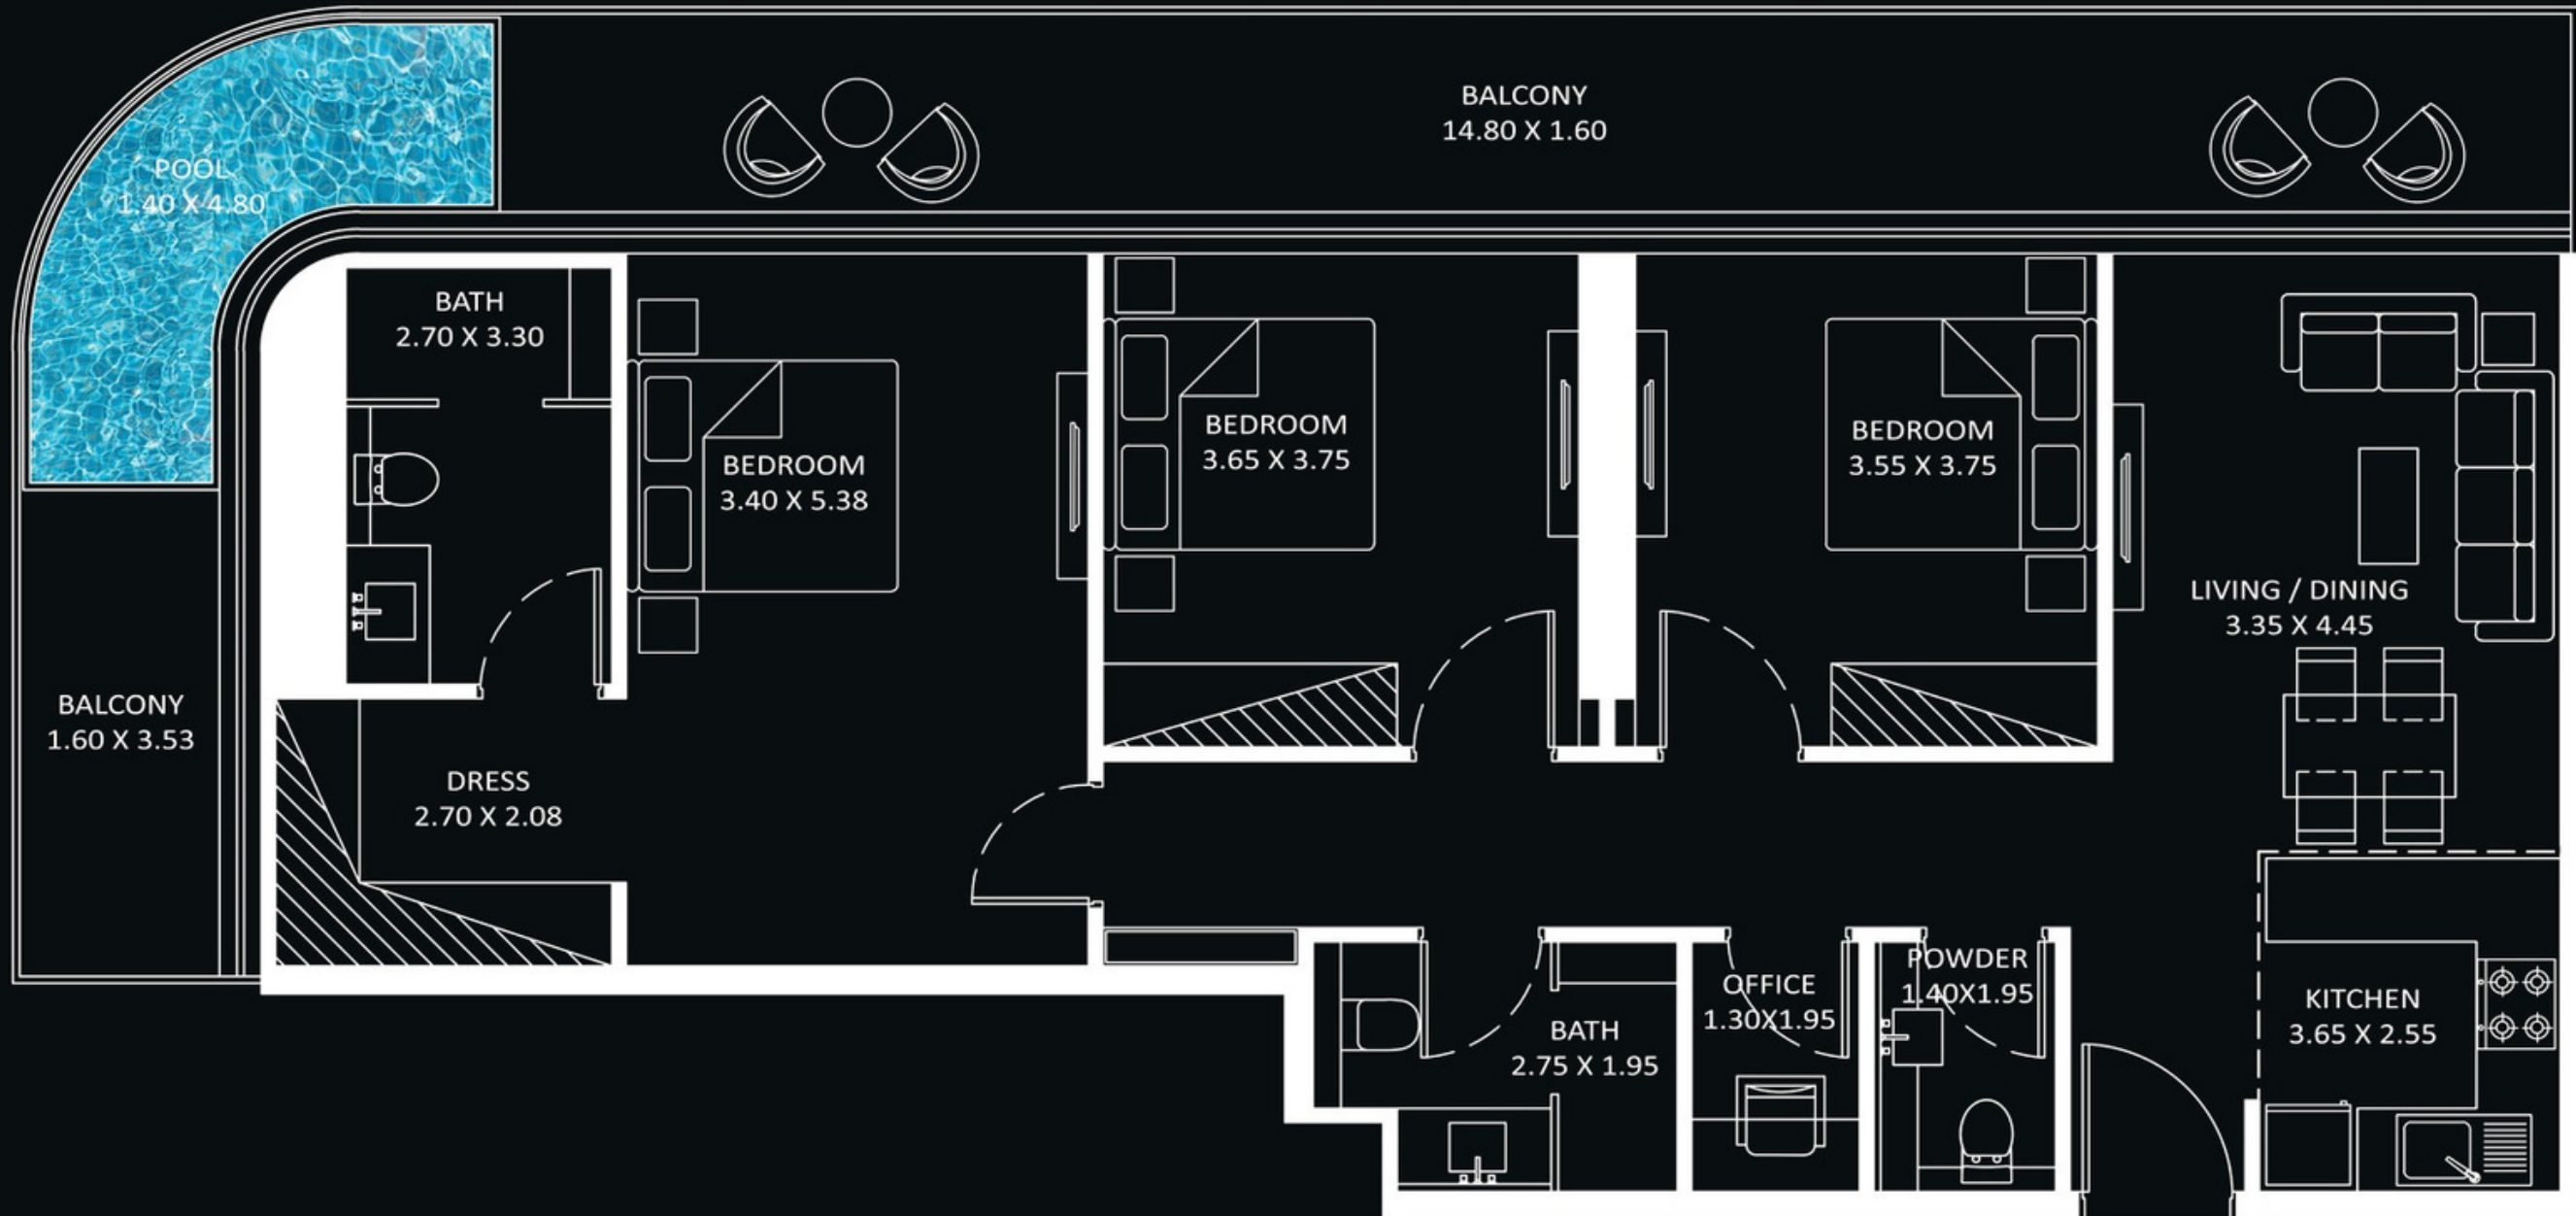 BALCONY
14.80 X 1.60
POOL
1.40 X 4.80
BATH
2.70 X 3.30
BEDROOM
3.40 X 5.38
BEDROOM
3.65 X 3.75
BEDROOM
3.55 X 3.75
LIVING / DINING
3.35 X 4.45
BALCONY
1.60 X 3.53
DRESS
2.70 X 2.08
BATH
2.75 X 1.95
OFFICE
1.30X1.95
POWDER
1.40X1.95
KITCHEN
3.65 X 2.55